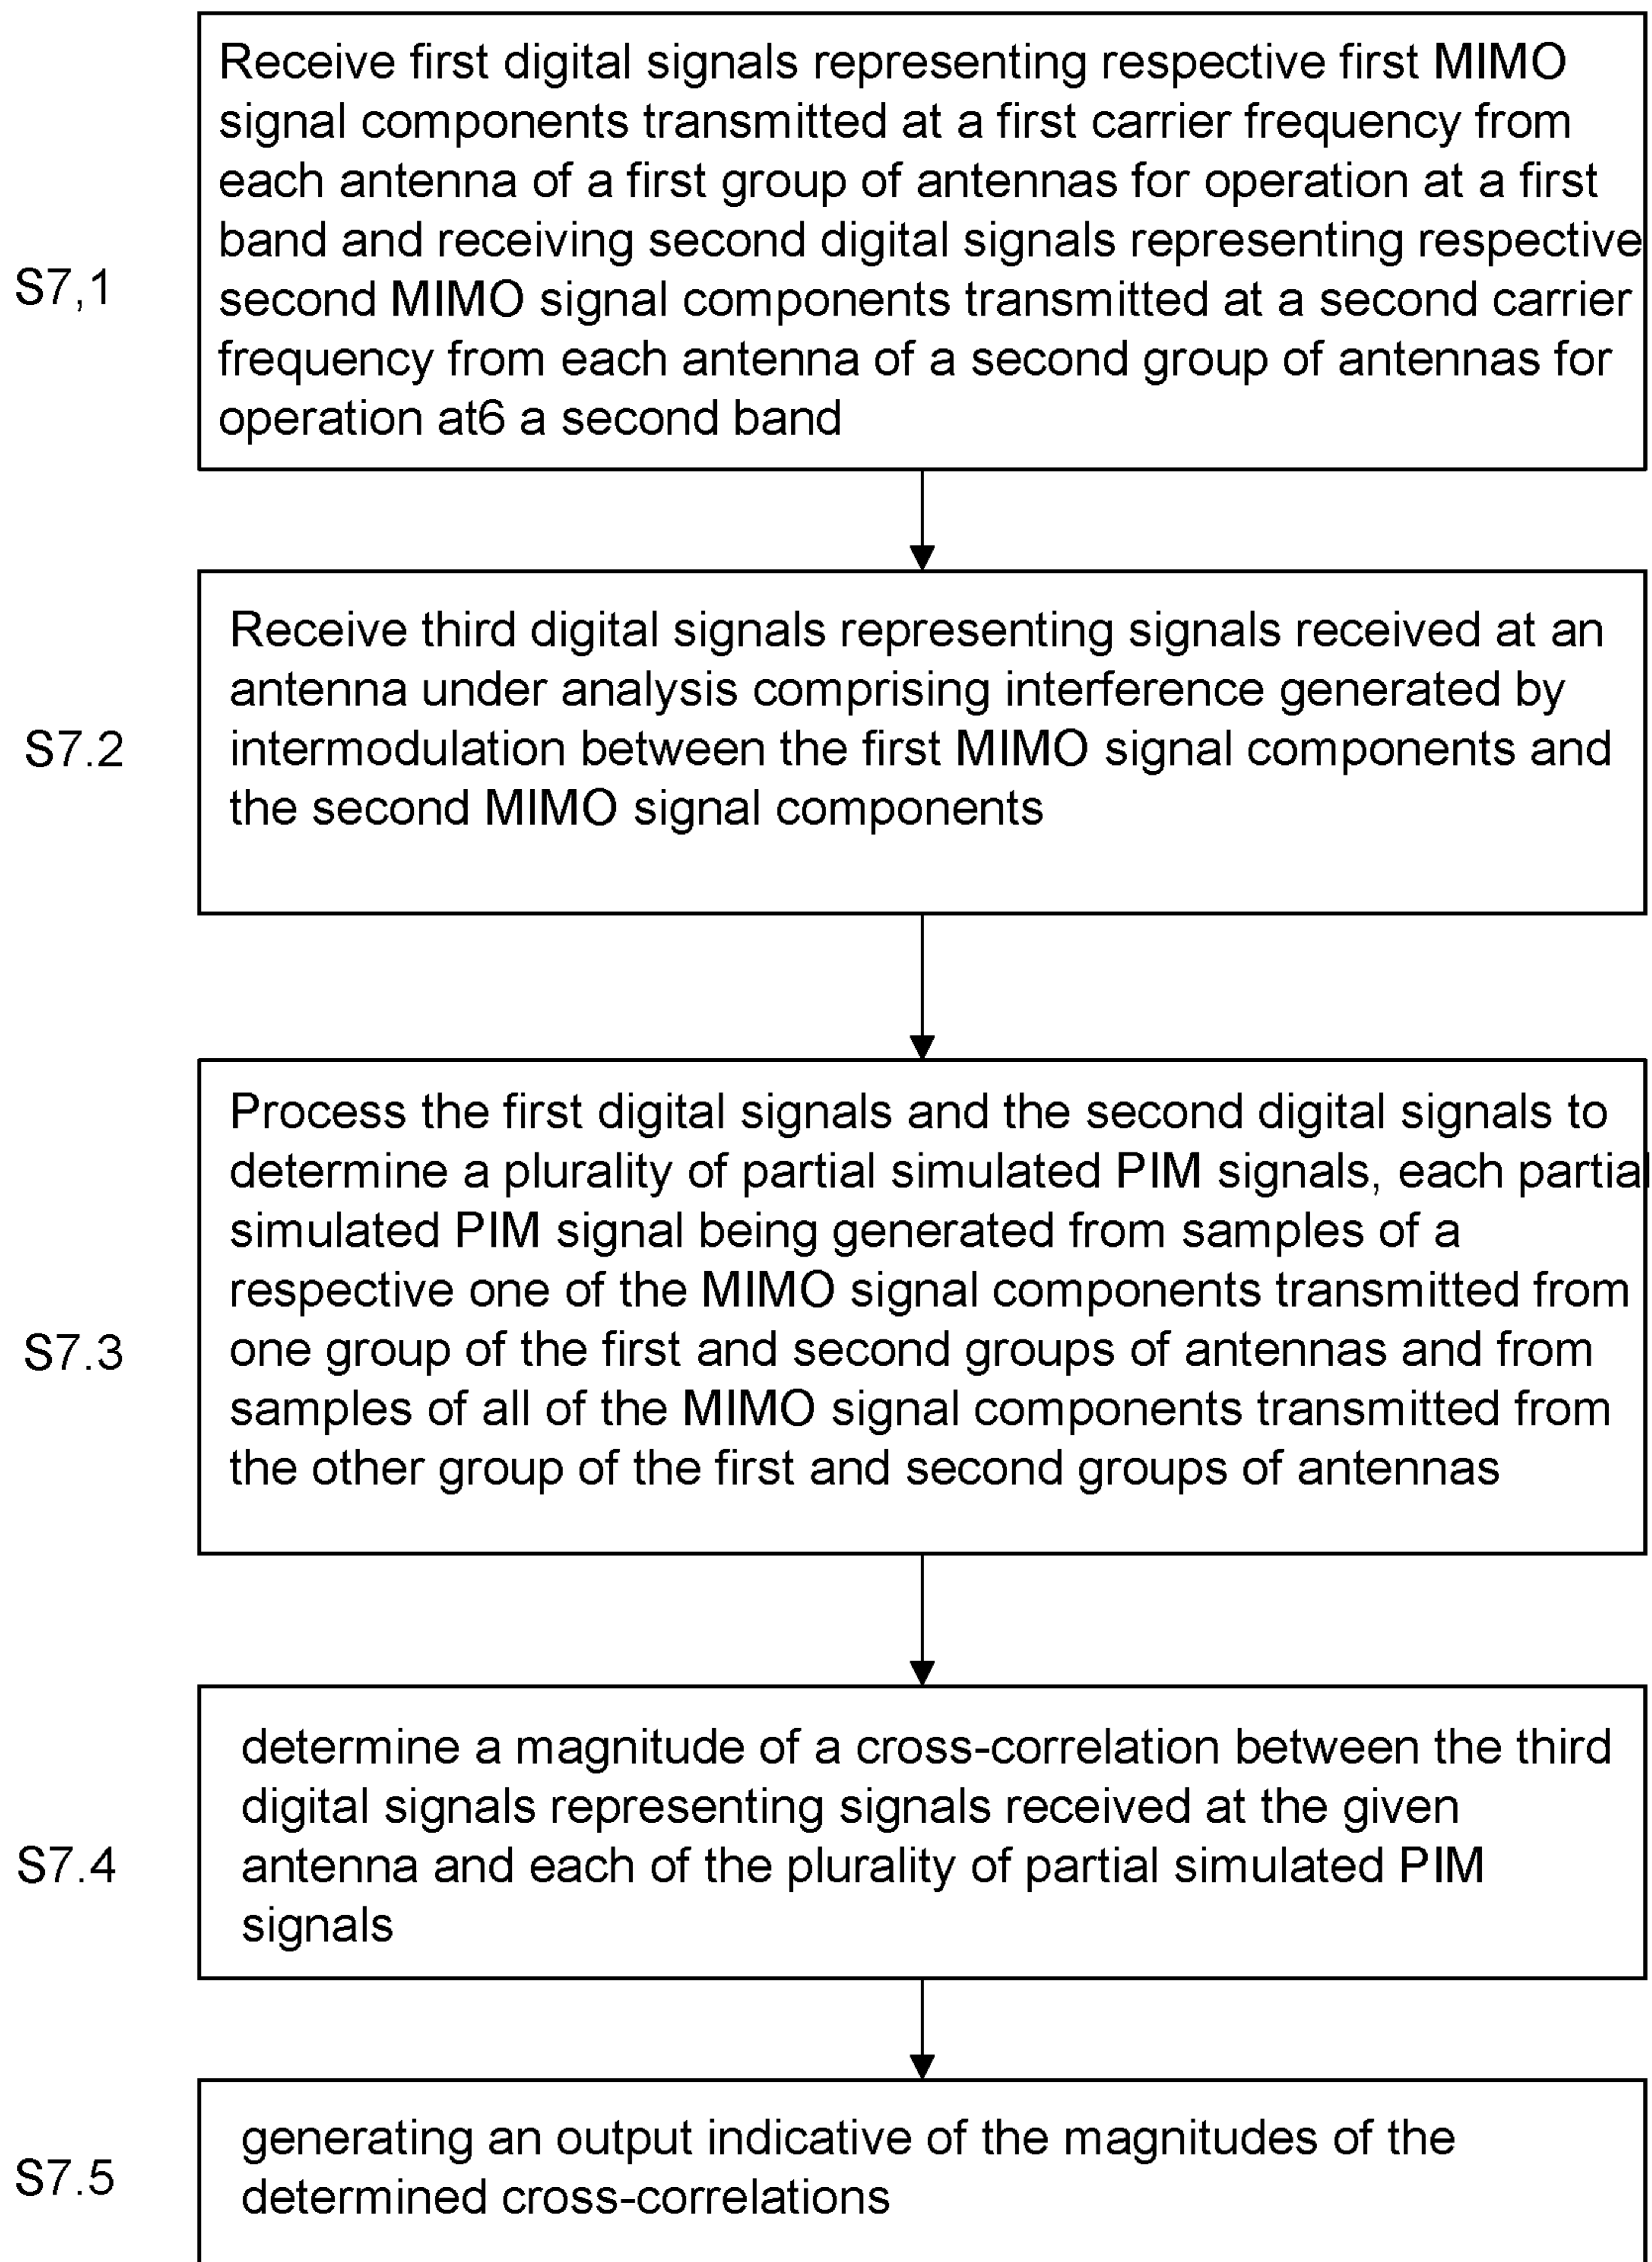 Receive first digital signals representing respective first MIMO
signal components transmitted at a first carrier frequency from
each antenna of a first group of antennas for operation at a first
band and receiving second digital signals representing respective
S7,1
second MIMO signal components transmitted at a second carrier
frequency from each antenna of a second group of antennas for
operation at6 a second band
Receive third digital signals representing signals received at an
antenna under analysis comprising interference generated by
S7.2
intermodulation between the first MIMO signal components and
the second MIMO signal components
Process the first digital signals and the second digital signals to
determine a plurality of partial simulated PIM signals, each partial
simulated PIM signal being generated from samples of a
respective one of the MIMO signal components transmitted from
S7.3
one group of the first and second groups of antennas and from
samples of all of the MIMO signal components transmitted from
the other group of the first and second groups of antennas
determine a magnitude of a cross-correlation between the third
digital signals representing signals received at the given
S7.4
antenna and each of the plurality of partial simulated PIM
signals
generating an output indicative of the magnitudes of the
S7.5
determined cross-correlations